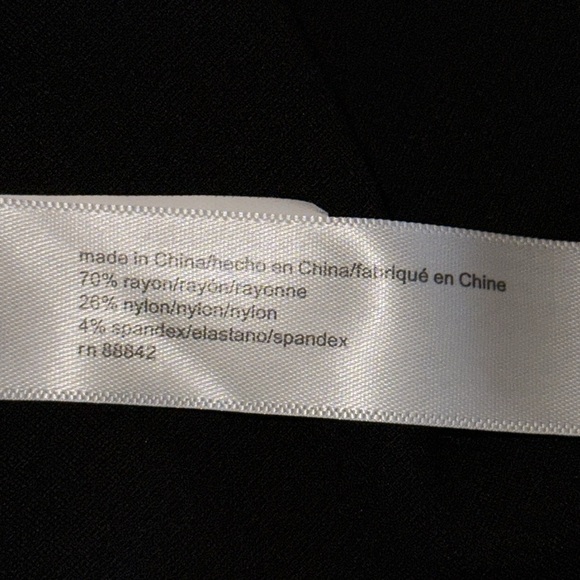 made in China/hecho en China/fabriqué en Chine
70% rayon/rayón/rayonne
26% nylon/nylon/nylon
4% spandex/elastano/spandex
rn 88842